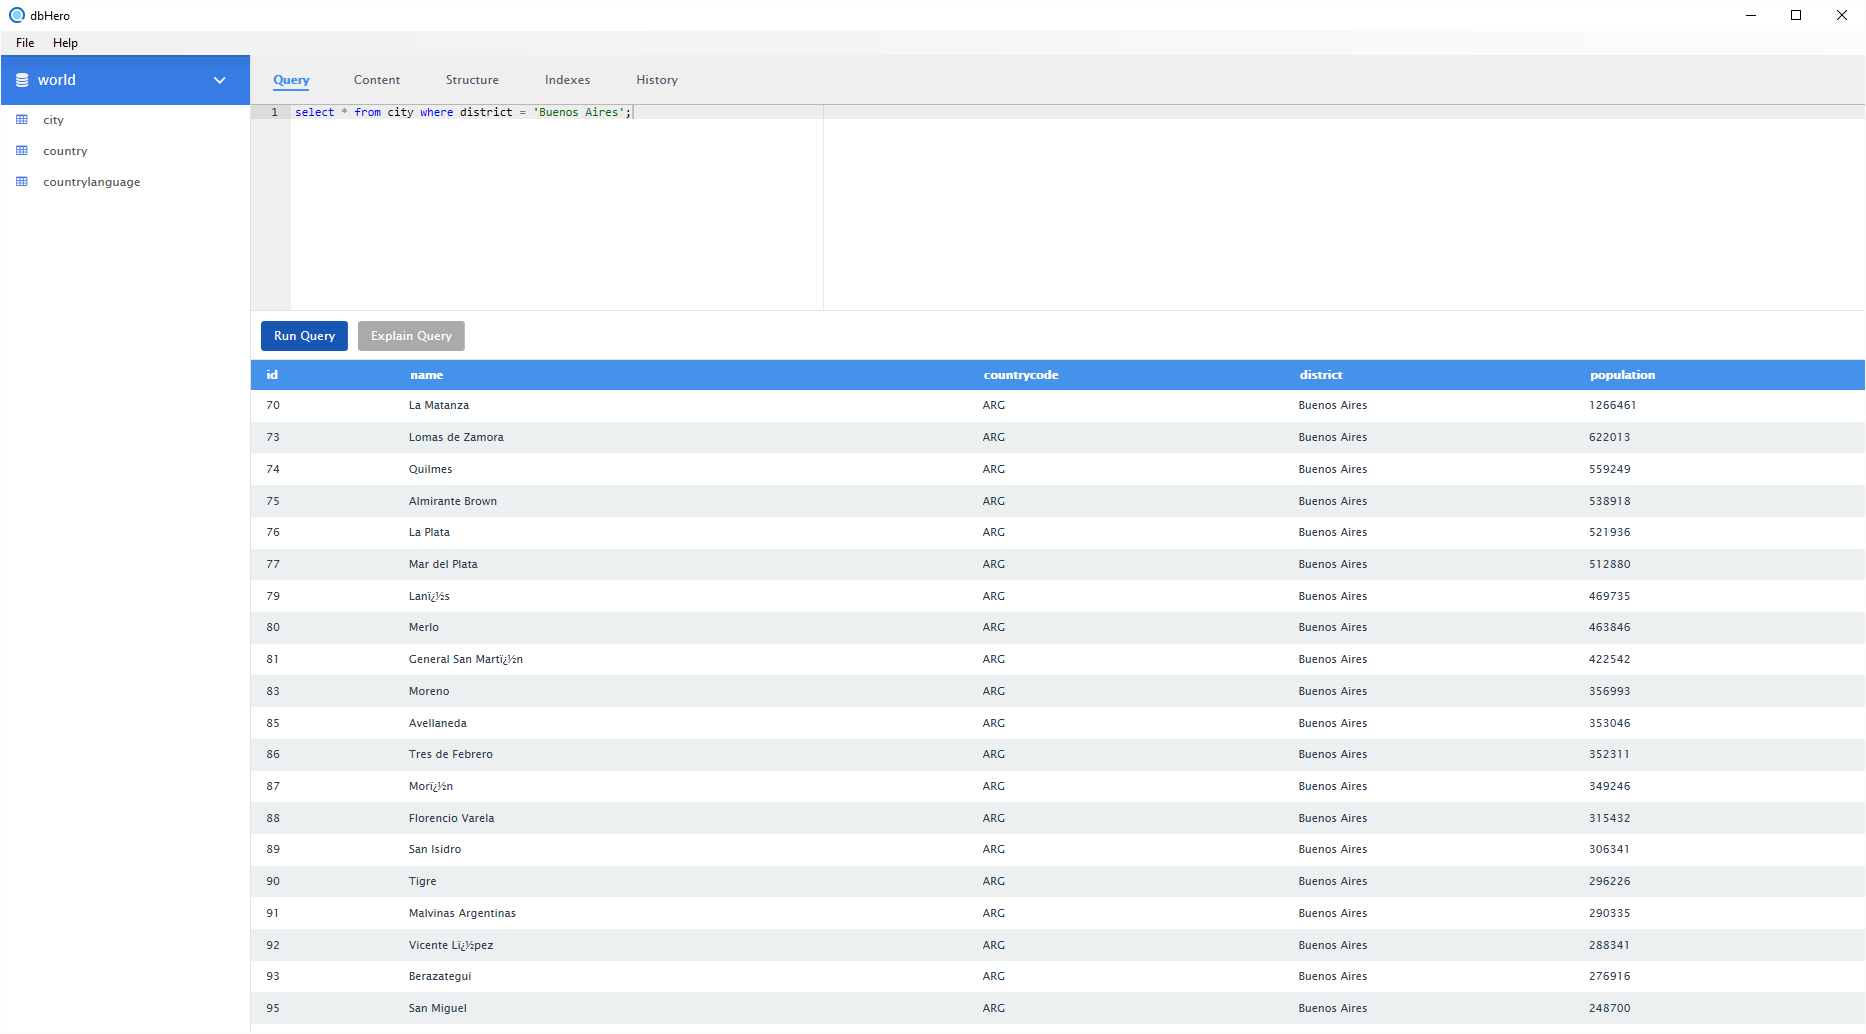 dbHero
File Help
world
Query Content Structure Indexes History
1 select * from city where district = 'Buenos Aires';
city
country
countrylanguage
Run Query Explain Query
id name countrycode district population
70 La Matanza ARG Buenos Aires 1266461
73 Lomas de Zamora ARG Buenos Aires 622013
74 Quilmes ARG Buenos Aires 559249
75 Almirante Brown ARG Buenos Aires 538918
76 La Plata ARG Buenos Aires 521936
77 Mar del Plata ARG Buenos Aires 512880
79 Lanï¿½s ARG Buenos Aires 469735
80 Merlo ARG Buenos Aires 463846
81 General San Martï¿½n ARG Buenos Aires 422542
83 Moreno ARG Buenos Aires 356993
85 Avellaneda ARG Buenos Aires 353046
86 Tres de Febrero ARG Buenos Aires 352311
87 Morï¿½n ARG Buenos Aires 349246
88 Florencio Varela ARG Buenos Aires 315432
89 San Isidro ARG Buenos Aires 306341
90 Tigre ARG Buenos Aires 296226
91 Malvinas Argentinas ARG Buenos Aires 290335
92 Vicente Lï¿½pez ARG Buenos Aires 288341
93 Berazategui ARG Buenos Aires 276916
95 San Miguel ARG Buenos Aires 248700